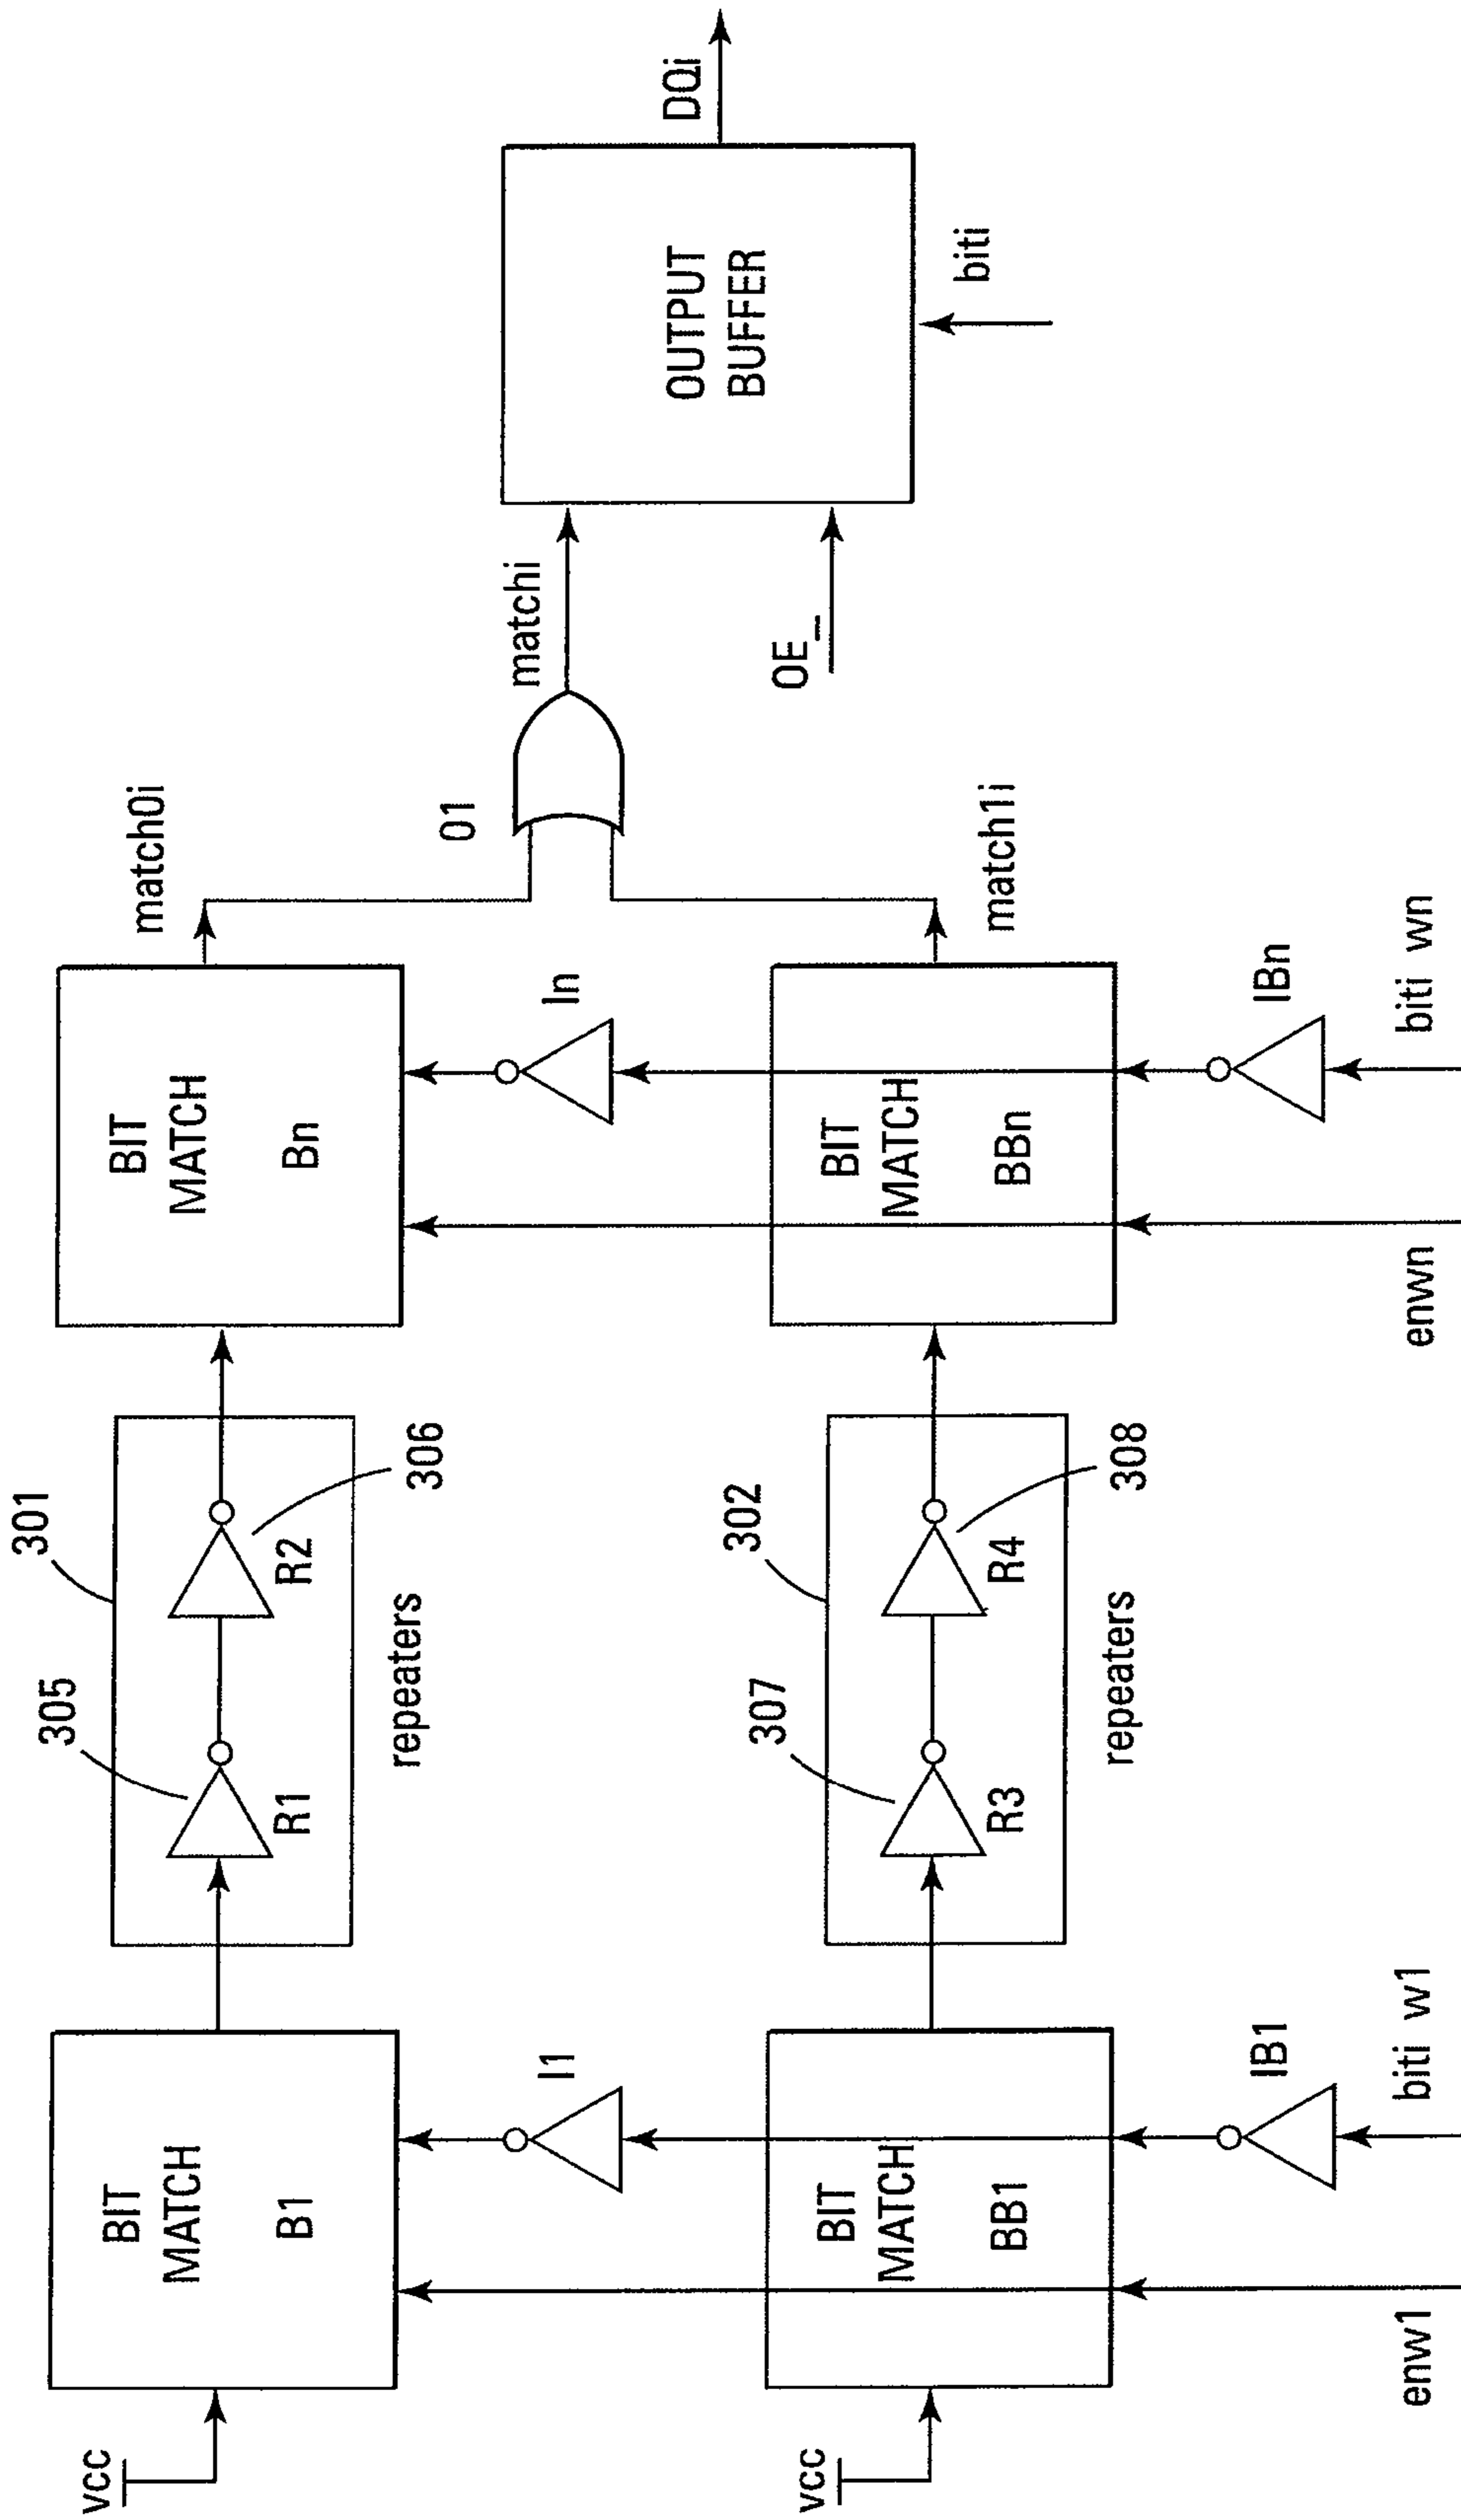 vcc
BIT
MATCH
B1
301
305
R1
R2
306
repeaters
BIT
MATCH
Bn
match0i
I1
In
01
matchi
OE_
OUTPUT
BUFFER
DQi
biti
vcc
BIT
MATCH
BB1
302
307
R3
R4
308
repeaters
BIT
MATCH
BBn
match1i
IB1
IBn
envw1
biti w1
envwn
biti wn